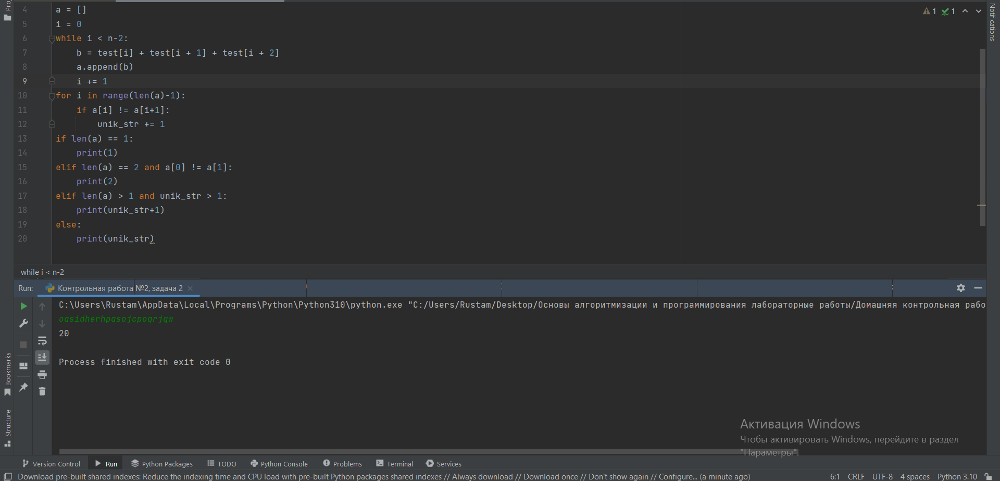 Notifications
4 a = []
1 1
5 i = 0
6 while i < n-2:
7 b = test[i] + test[i + 1] + test[i + 2]
8 a.append(b)
9 i += 1
10 for i in range(len(a)-1):
11 if a[i] != a[i+1]:
12 unik_str += 1
13 if len(a) == 1:
14 print(1)
15 elif len(a) == 2 and a[0] != a[1]:
16 print(2)
17 elif len(a) > 1 and unik_str > 1:
18 print(unik_str+1)
19 else:
20 print(unik_str)
while i < n-2
Run: Контрольная работа №2, задача 2
C:\Users\Rustam\AppData\Local\Programs\Python\Python310\python.exe "C:/Users/Rustam/Desktop/Основы алгоритмизации и программирования лабораторные работы/Домашняя контрольная рабо
oasidherhpasojcpoqrjqw
20
Process finished with exit code 0
Bookmarks
Structure
Активация Windows
Чтобы активировать Windows, перейдите в раздел
"Параметры".
Version Control Run Python Packages TODO Python Console Problems Terminal Services
Download pre-built shared indexes: Reduce the indexing time and CPU load with pre-built Python packages shared indexes // Always download // Download once // Don't show again // Configure... (a minute ago) 6:1 CRLF UTF-8 4 spaces Python 3.10